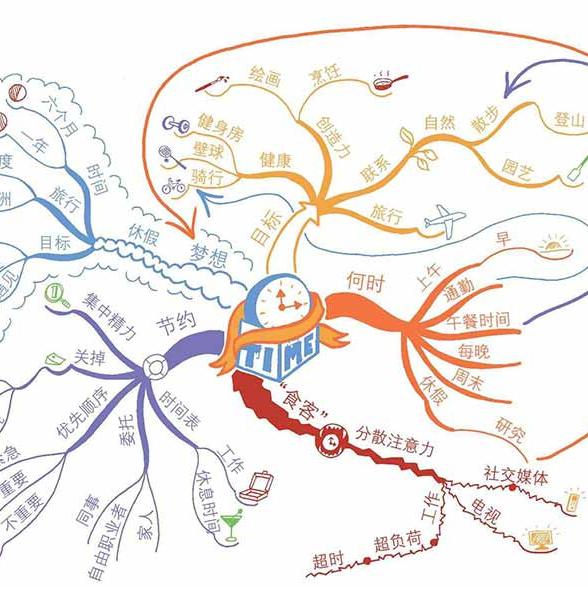 绘画
烹饪
健身房
壁球
骑行
健康
创造力
联系
自然
散步
登山
园艺
旅行
目标
六个月
一年
时间
旅行
目标
休假
梦想
何时
上午
早
通勤
午餐时间
每晚
周末
休假
研究
TIME
节约
集中精力
关掉
优先顺序
重要
不重要
委托
同事
自由职业者
家人
时间表
工作
休息时间
“食客”
分散注意力
社交媒体
电视
工作
超负荷
超时